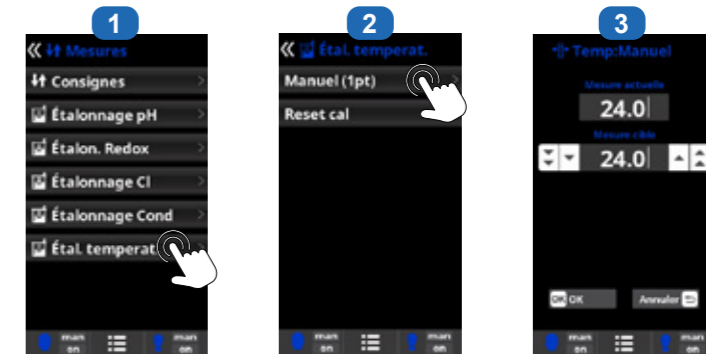 1
Mesures
Consignes
Étalonnage pH
Étalon. Redox
Étalonnage Cl
Étalonnage Cond
Étal. temperat.
man
on
man
on
2
Étal. temperat.
Manuel (1pt)
Reset cal
man
on
man
on
3
Temp:Manuel
Mesure actuelle
24.0
Mesure cible
24.0
OK OK
Annuler
man
on
man
on